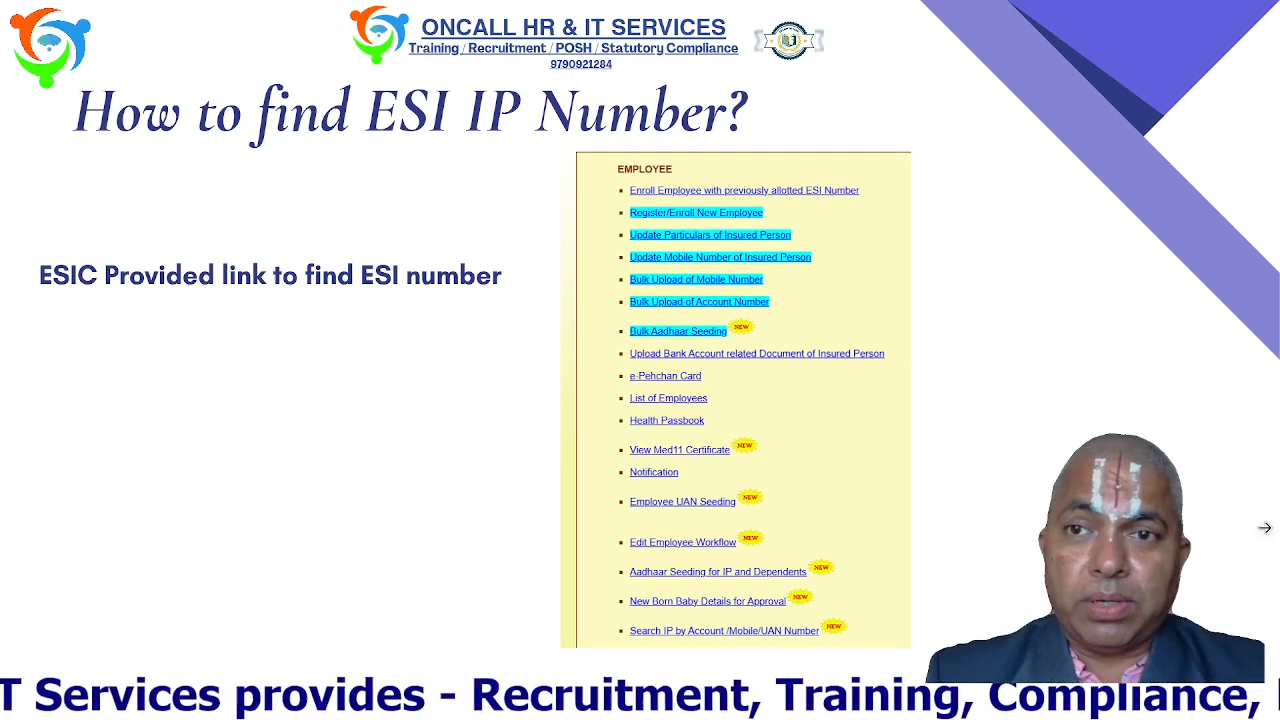 ONCALL HR & IT SERVICES
Training / Recruitment / POSH / Statutory Compliance
9790921284
How to find ESI IP Number?
ESIC Provided link to find ESI number
EMPLOYEE
Enroll Employee with previously allotted ESI Number
Register/Enroll New Employee
Update Particulars of Insured Person
Update Mobile Number of Insured Person
Bulk Upload of Mobile Number
Bulk Upload of Account Number
Bulk Aadhaar Seeding NEW
Upload Bank Account related Document of Insured Person
e-Pehchan Card
List of Employees
Health Passbook
View Med11 Certificate NEW
Notification
Employee UAN Seeding NEW
Edit Employee Workflow NEW
Aadhaar Seeding for IP and Dependents NEW
New Born Baby Details for Approval NEW
Search IP by Account /Mobile/UAN Number NEW
T Services provides - Recruitment, Training, Compliance,